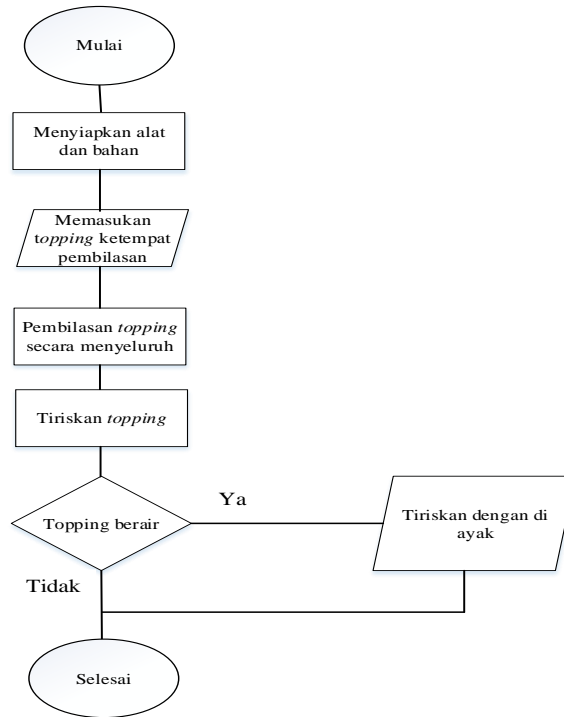 Mulai
Menyiapkan alat
dan bahan
Memasukan
topping ketempat
pembilasan
Pembilasan topping
secara menyeluruh
Tiriskan topping
Topping berair
Ya
Tiriskan dengan di
ayak
Tidak
Selesai